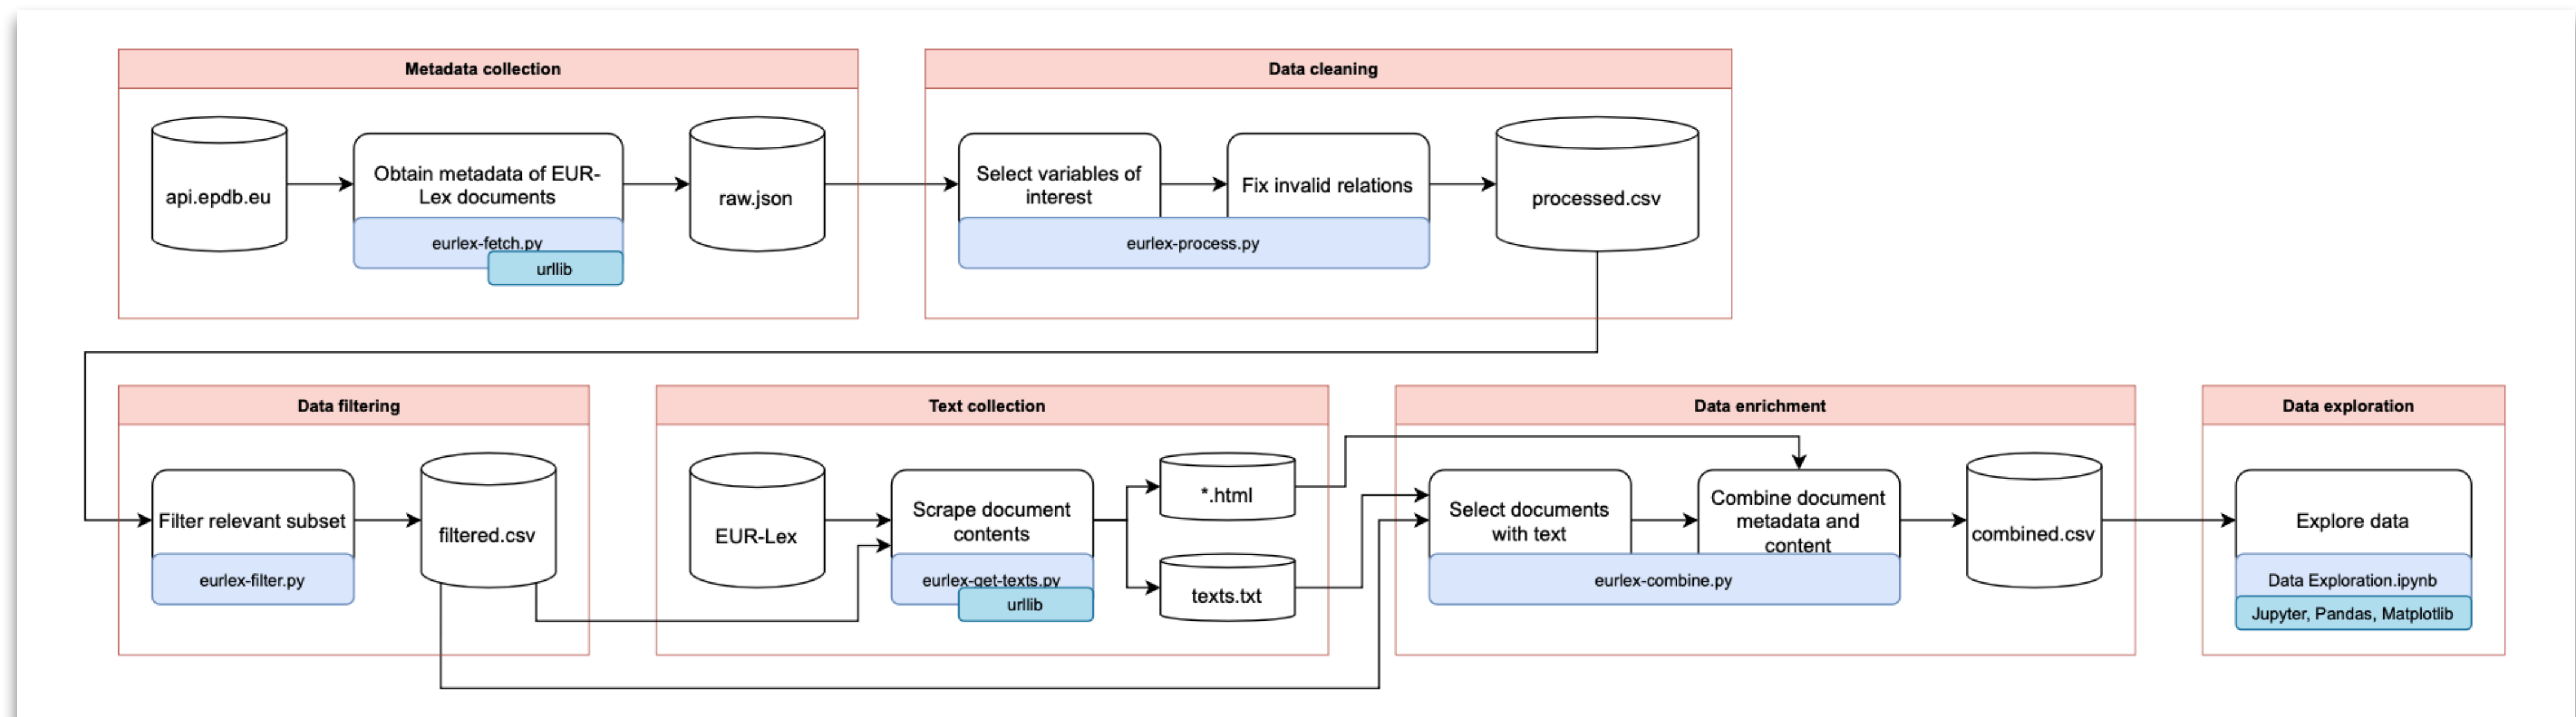 Metadata collection
api.epdb.eu
Obtain metadata of EUR-
Lex documents
eurlex-fetch.py
urllib
raw.json
Data cleaning
Select variables of
interest
Fix invalid relations
eurlex-process.py
processed.csv
Data filtering
Filter relevant subset
eurlex-filter.py
filtered.csv
Text collection
EUR-Lex
Scrape document
contents
eurlex-get-texts.py
urllib
*.html
texts.txt
Data enrichment
Select documents
with text
Combine document
metadata and
content
eurlex-combine.py
combined.csv
Data exploration
Explore data
Data Exploration.ipynb
Jupyter, Pandas, Matplotlib